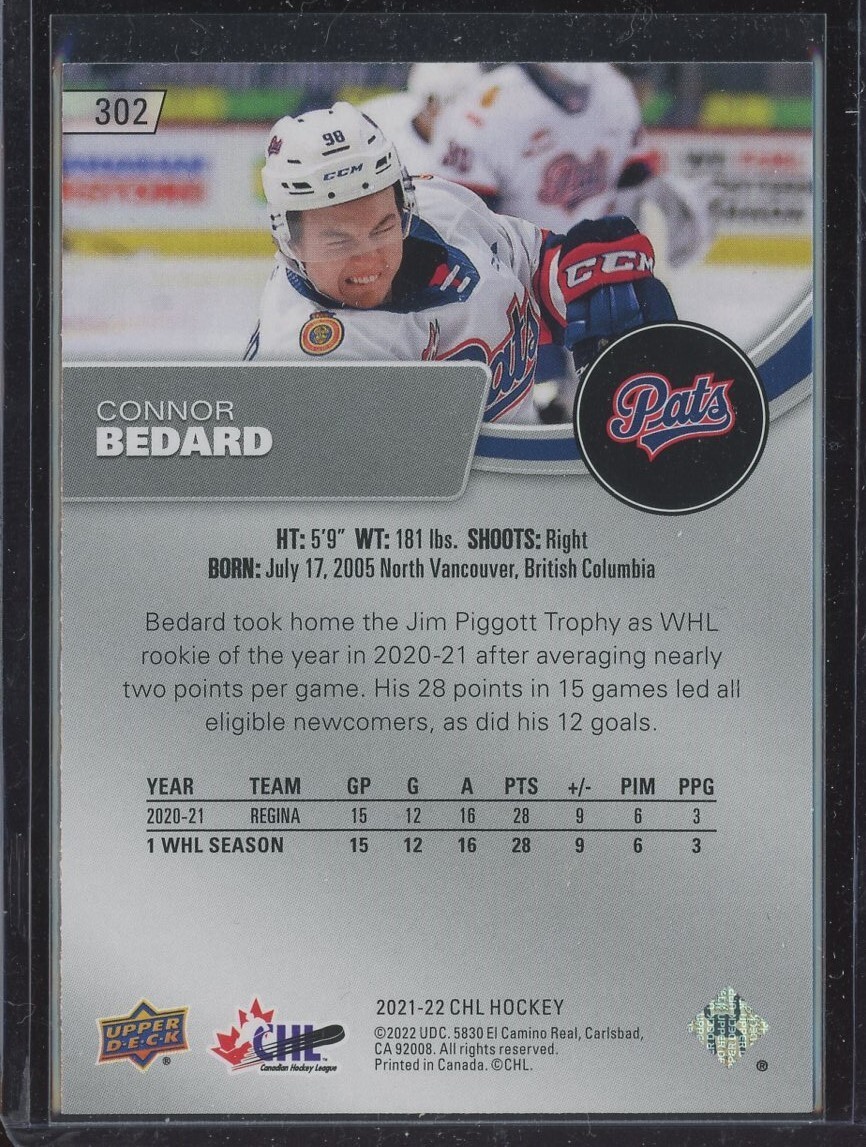 302
98
CCM
CCM
Pats
Pats
Pats
CONNOR
BEDARD
HT: 5'9" WT: 181 lbs. SHOOTS: Right
BORN: July 17, 2005 North Vancouver, British Columbia
Bedard took home the Jim Piggott Trophy as WHL
rookie of the year in 2020-21 after averaging nearly
two points per game. His 28 points in 15 games led all
eligible newcomers, as did his 12 goals.
YEAR TEAM GP G A PTS +/- PIM PPG
2020-21 REGINA 15 12 16 28 9 6 3
1 WHL SEASON 15 12 16 28 9 6 3
UPPER
D·E·C·K
®
CHL
Canadian Hockey League
2021-22 CHL HOCKEY
©2022 UDC. 5830 El Camino Real, Carlsbad,
CA 92008. All rights reserved.
Printed in Canada. ©CHL.
®